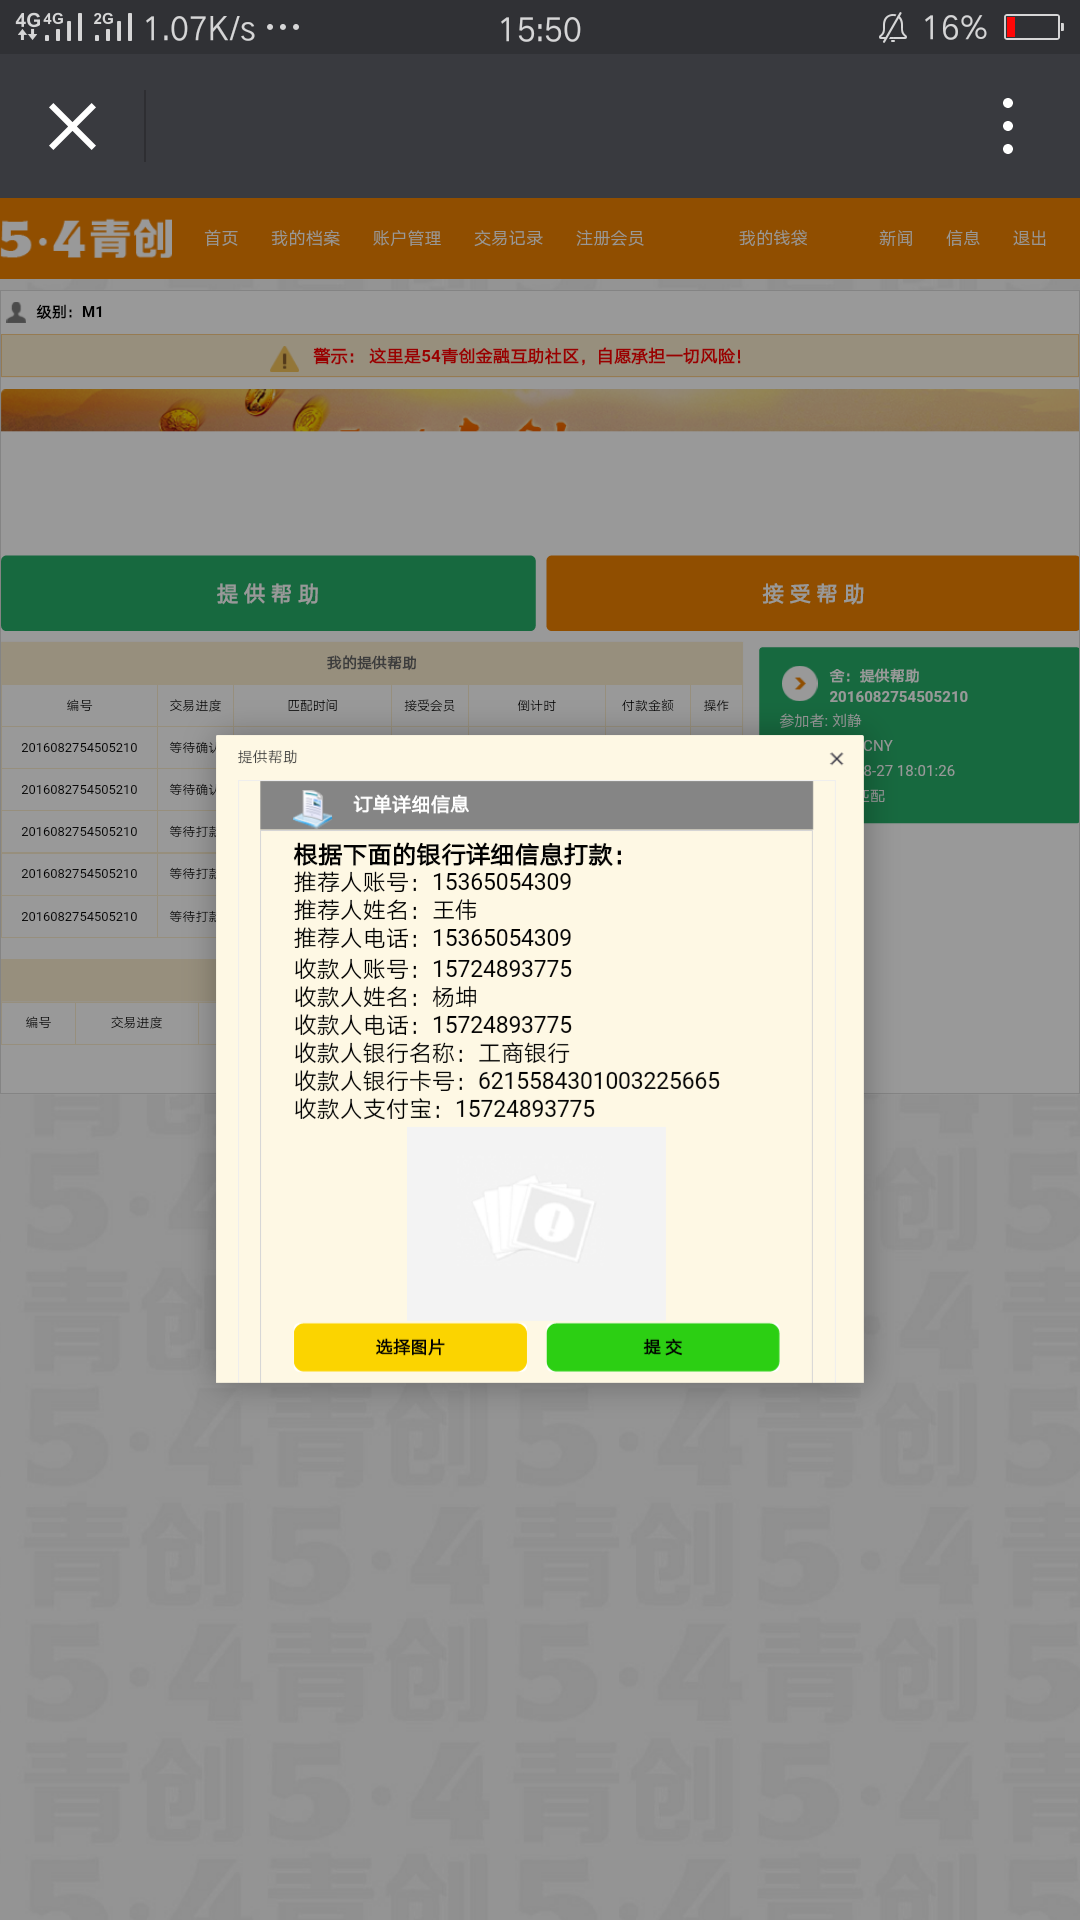 4G 4G 2G 1.07K/s ··· 15:50 16%
5·4青创 首页 我的档案 账户管理 交易记录 注册会员 我的钱袋 新闻 信息 退出
级别：M1
警示： 这里是54青创金融互助社区，自愿承担一切风险！
提供帮助 接受帮助
我的提供帮助
编号 交易进度 匹配时间 接受会员 倒计时 付款金额 操作
2016082754505210 等待确认
2016082754505210 等待确认
2016082754505210 等待打款
2016082754505210 等待打款
2016082754505210 等待打款
编号 交易进度
舍：提供帮助
2016082754505210
参加者: 刘静
CNY
8-27 18:01:26
匹配
提供帮助
订单详细信息
根据下面的银行详细信息打款：
推荐人账号：15365054309
推荐人姓名：王伟
推荐人电话：15365054309
收款人账号：15724893775
收款人姓名：杨坤
收款人电话：15724893775
收款人银行名称：工商银行
收款人银行卡号：6215584301003225665
收款人支付宝：15724893775
选择图片 提 交